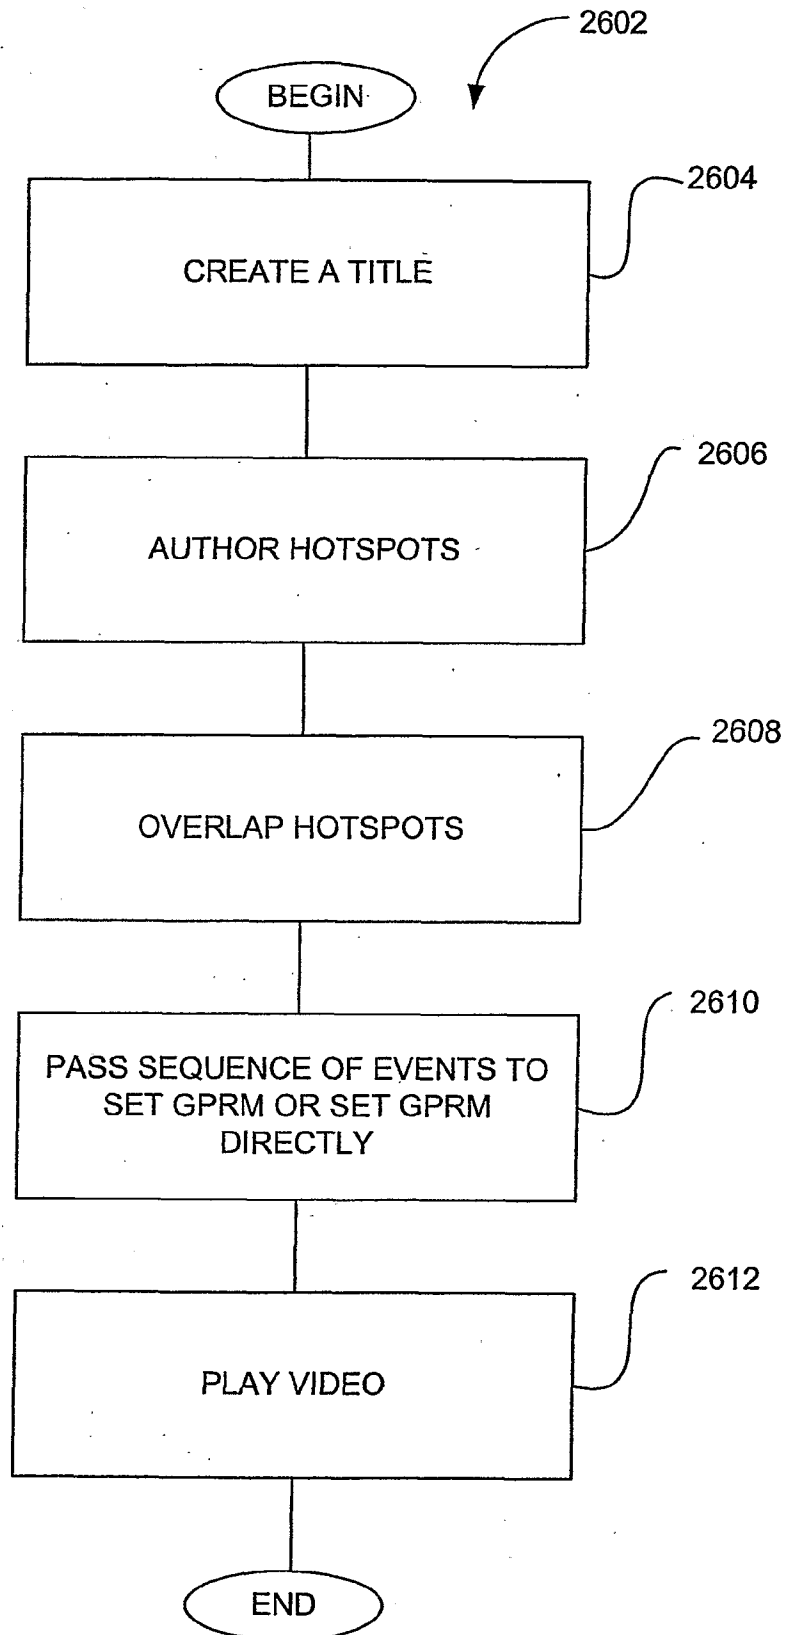 2602
BEGIN
2604
CREATE A TITLE
2606
AUTHOR HOTSPOTS
2608
OVERLAP HOTSPOTS
2610
PASS SEQUENCE OF EVENTS TO
SET GPRM OR SET GPRM
DIRECTLY
2612
PLAY VIDEO
END